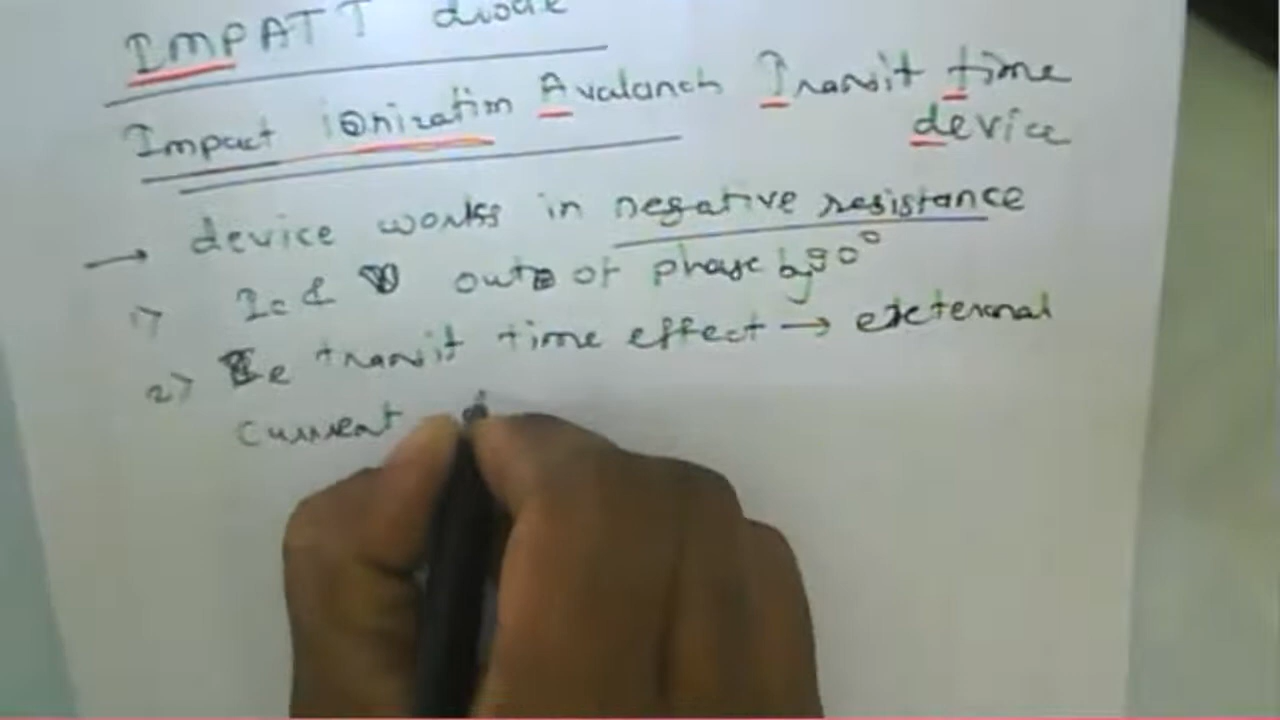 IMPATT diode
Impact ionization Avalanch Transit time
device
→ device works in negative resistance
1) Ic & V out of phase by 90°
2) transit time effect → external
current